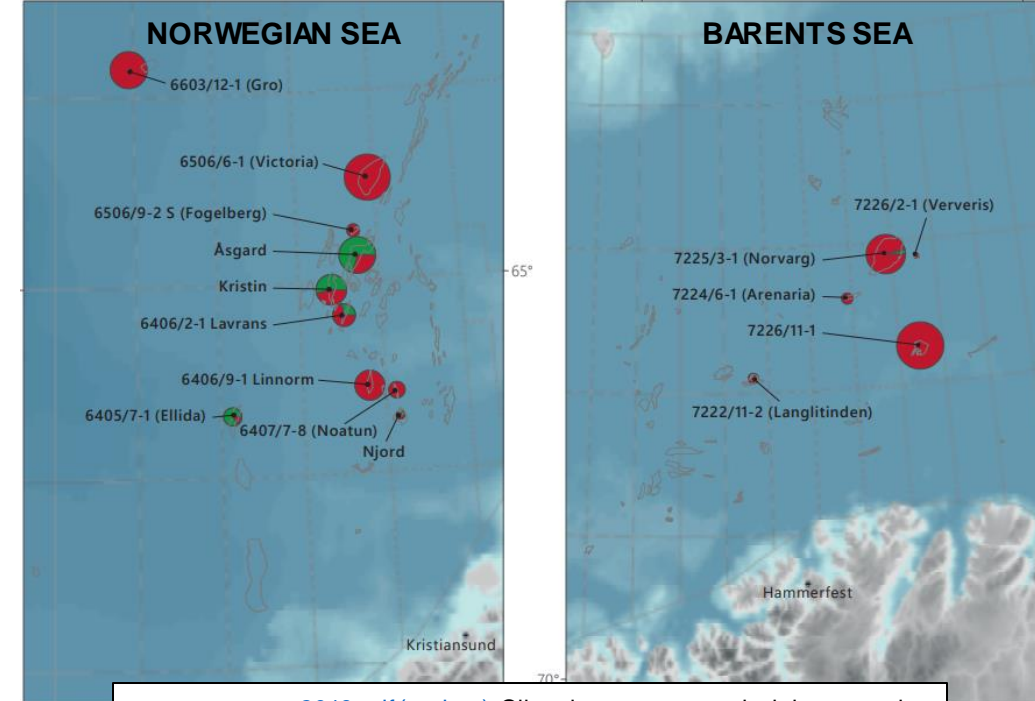 NORWEGIAN SEA
6603/12-1 (Gro)
6506/6-1 (Victoria)
6506/9-2 S (Fogelberg)
Åsgard
Kristin
6406/2-1 Lavrans
6406/9-1 Linnorm
6405/7-1 (Ellida)
6407/7-8 (Noatun)
Njord
Kristiansund
65°
BARENTS SEA
7226/2-1 (Ververis)
7225/3-1 (Norvarg)
7224/6-1 (Arenaria)
7226/11-1
7222/11-2 (Langlitinden)
Hammerfest
70°